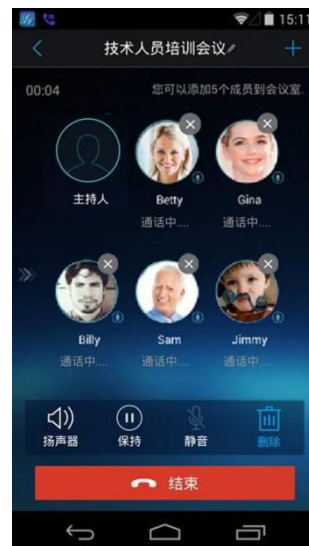 15:11
技术人员培训会议
00:04 您可以添加5个成员到会议室.
主持人 Betty Gina
通话中.... 通话中....
Billy Sam Jimmy
通话中.... 通话中.... 通话中....
扬声器 保持 静音 删除
结束